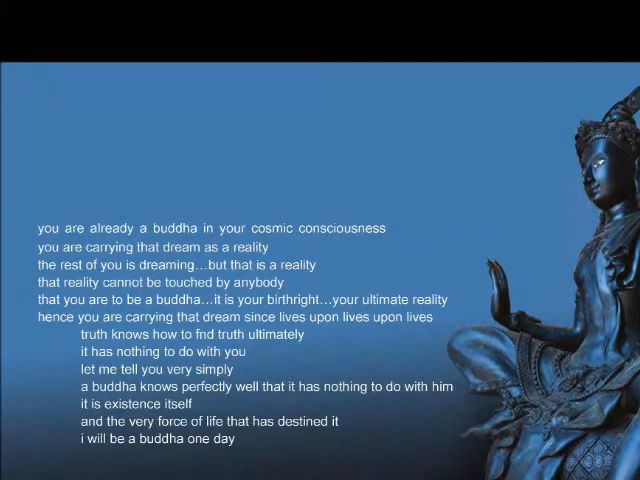 you are already a buddha in your cosmic consciousness
you are carrying that dream as a reality
the rest of you is dreaming...but that is a reality
that reality cannot be touched by anybody
that you are to be a buddha...it is your birthright...your ultimate reality
hence you are carrying that dream since lives upon lives upon lives
truth knows how to fnd truth ultimately
it has nothing to do with you
let me tell you very simply
a buddha knows perfectly well that it has nothing to do with him
it is existence itself
and the very force of life that has destined it
i will be a buddha one day